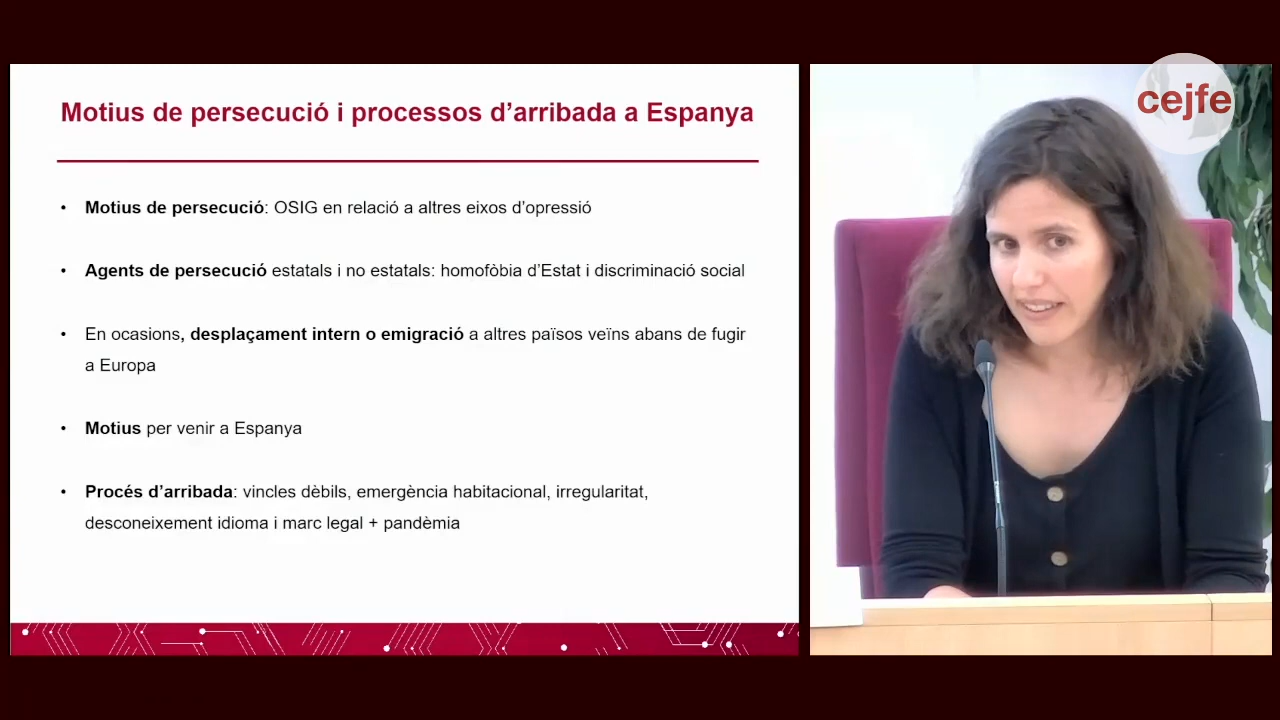 Motius de persecució i processos d'arribada a Espanya
• Motius de persecució: OSIG en relació a altres eixos d'opressió
• Agents de persecució estatals i no estatals: homofòbia d'Estat i discriminació social
• En ocasions, desplaçament intern o emigració a altres països veïns abans de fugir
a Europa
• Motius per venir a Espanya
• Procés d'arribada: vincles dèbils, emergència habitacional, irregularitat,
desconeixement idioma i marc legal + pandèmia
cejfe